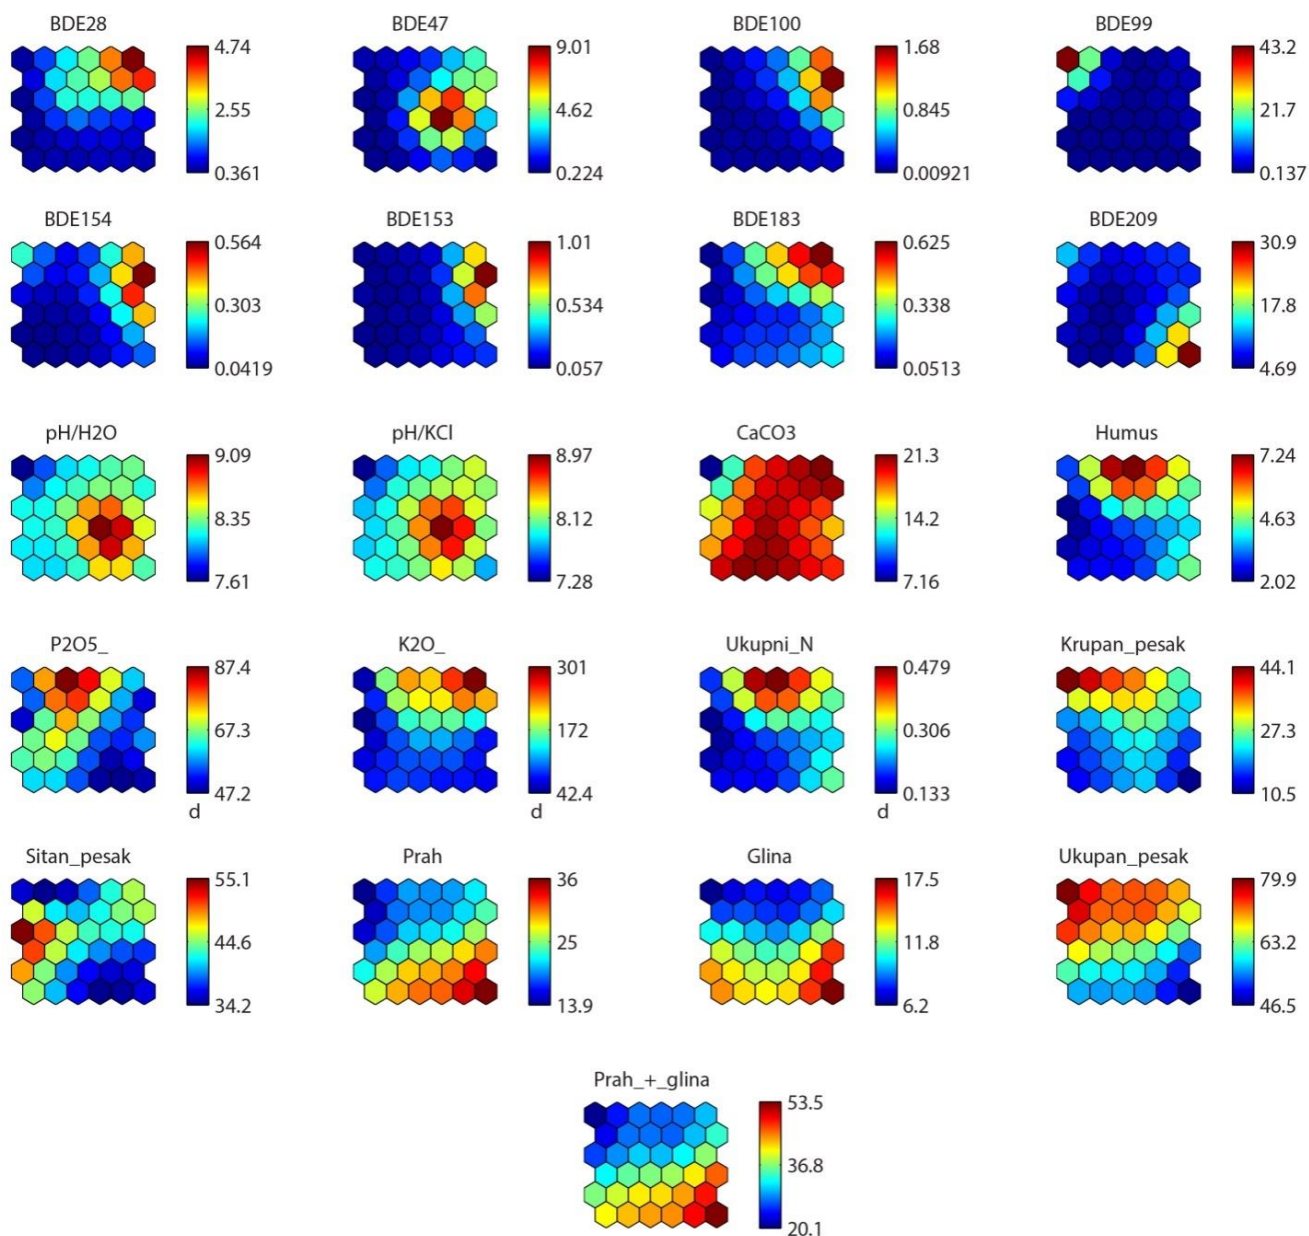 BDE28 BDE47 BDE100 BDE99
4.74 9.01 1.68 43.2
2.55 4.62 0.845 21.7
0.361 0.224 0.00921 0.137
BDE154 BDE153 BDE183 BDE209
0.564 1.01 0.625 30.9
0.303 0.534 0.338 17.8
0.0419 0.057 0.0513 4.69
pH/H2O pH/KCl CaCO3 Humus
9.09 8.97 21.3 7.24
8.35 8.12 14.2 4.63
7.61 7.28 7.16 2.02
P2O5_ K2O_ Ukupni_N Krupan_pesak
87.4 301 0.479 44.1
67.3 172 0.306 27.3
47.2 42.4 0.133 10.5
d d d
Sitan_pesak Prah Glina Ukupan_pesak
55.1 36 17.5 79.9
44.6 25 11.8 63.2
34.2 13.9 6.2 46.5
Prah_+_glina
53.5
36.8
20.1